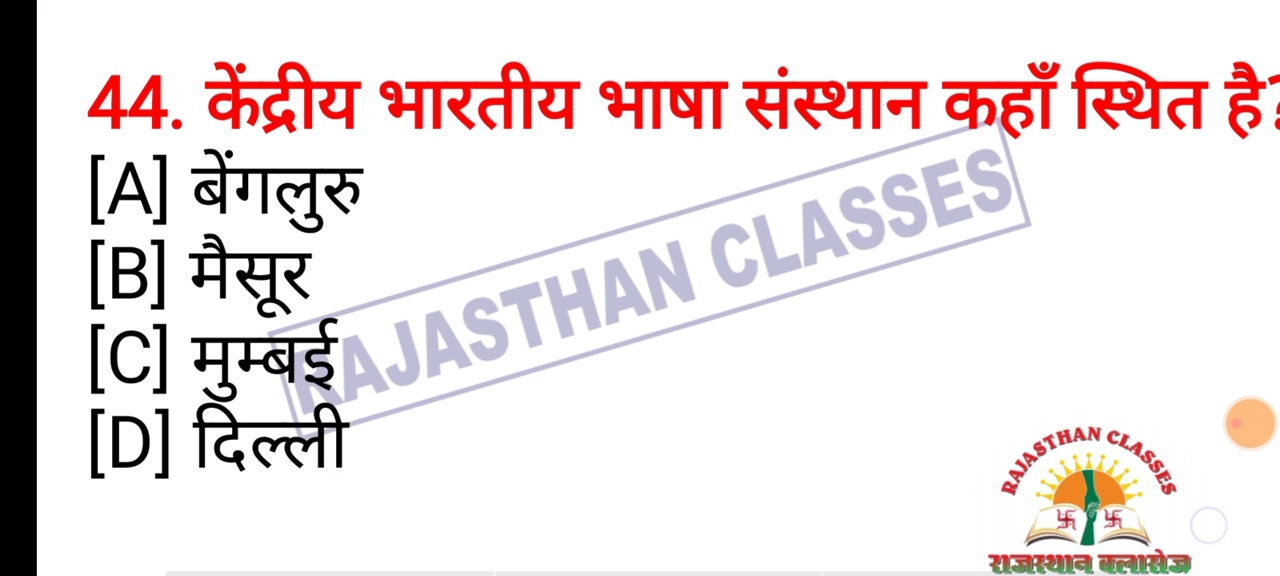 44. केंद्रीय भारतीय भाषा संस्थान कहाँ स्थित है?
[A] बेंगलुरु
[B] मैसूर
[C] मुम्बई
[D] दिल्ली
RAJASTHAN CLASSES
RAJASTHAN CLASSES
राजस्थान क्लासेज